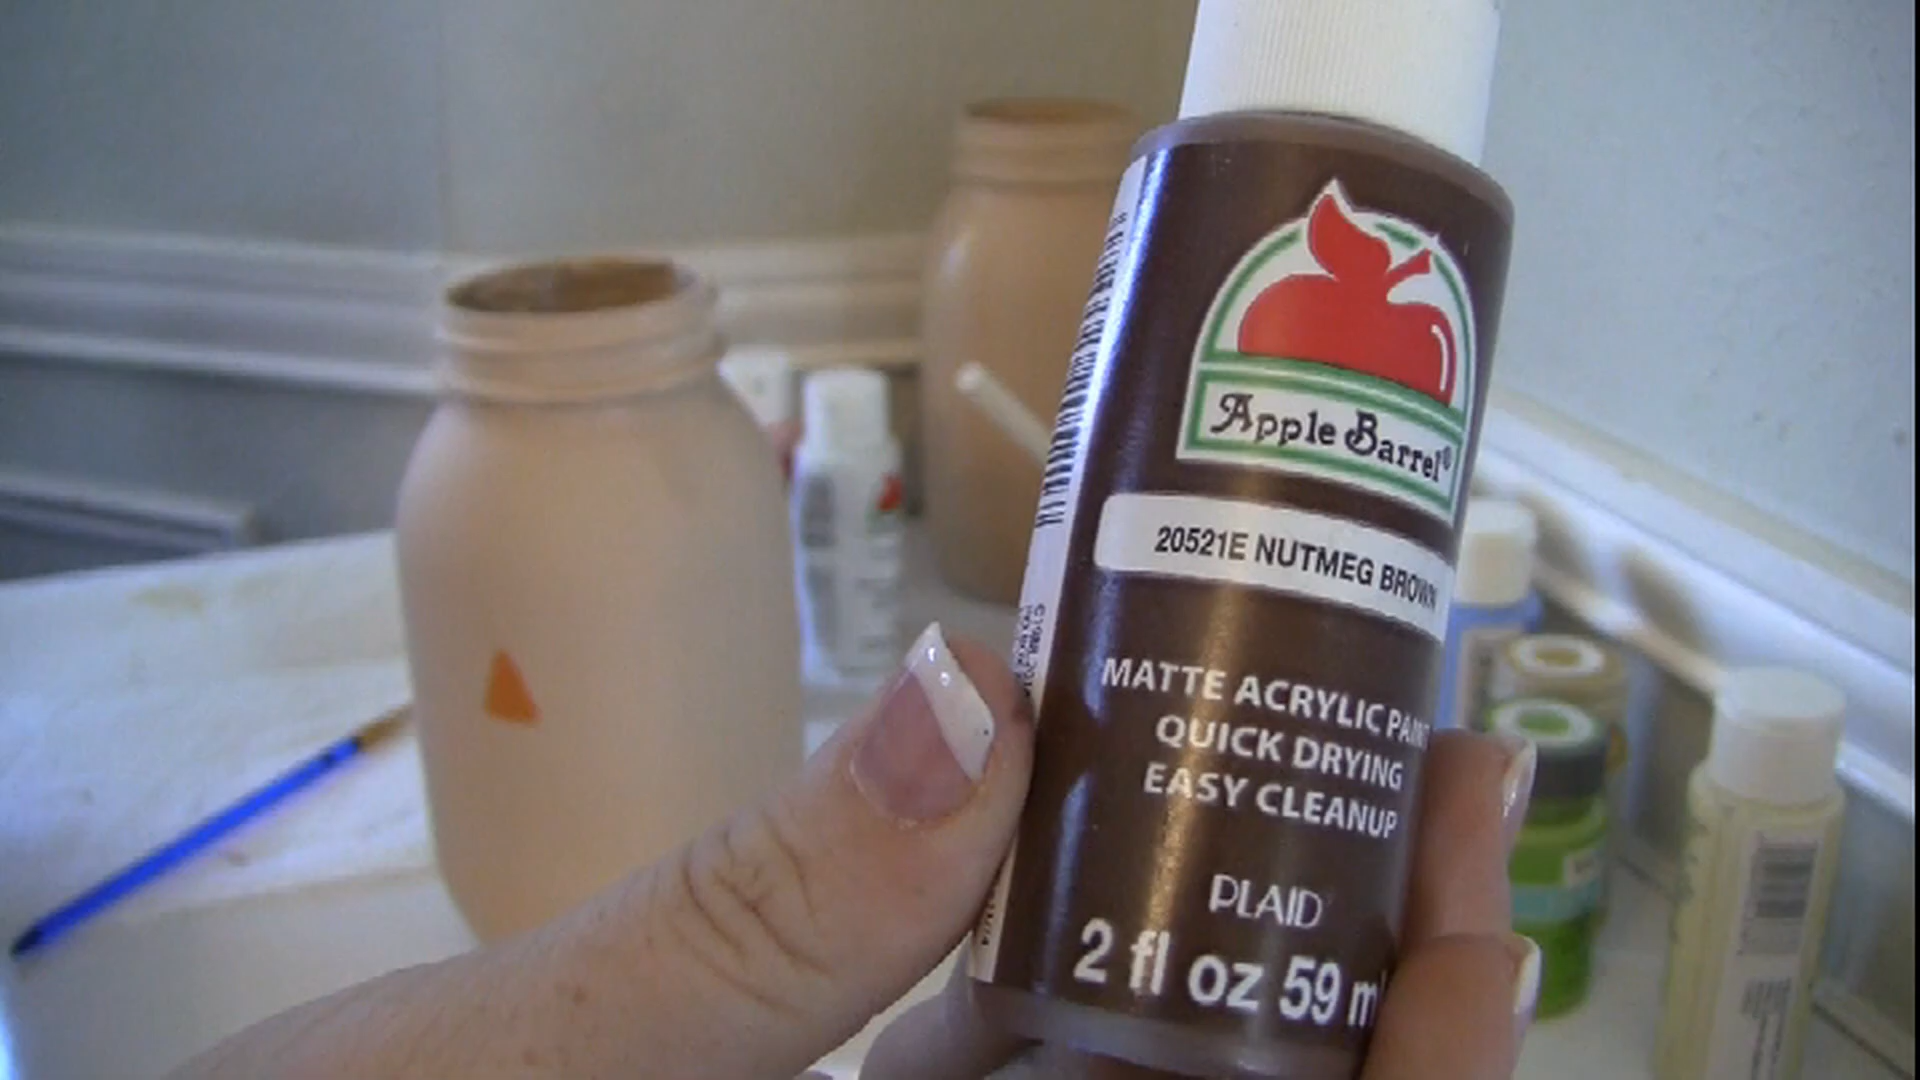 Apple Barrel®
20521E NUTMEG BROWN
MATTE ACRYLIC PAINT
QUICK DRYING
EASY CLEANUP
PLAID
2 fl oz 59 ml